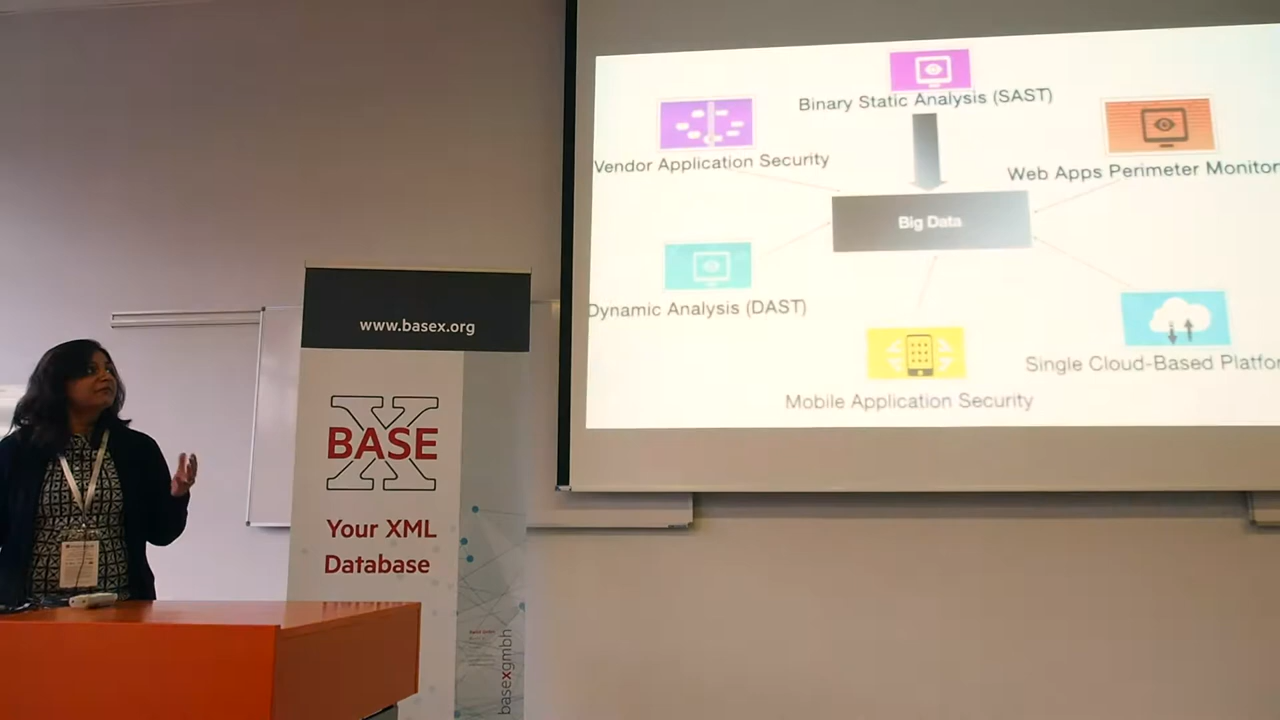 Binary Static Analysis (SAST)
Vendor Application Security
Web Apps Perimeter Monitor
Big Data
Dynamic Analysis (DAST)
Single Cloud-Based Platfo
Mobile Application Security
www.basex.org
X
BASE
Your XML
Database
basexgmbh